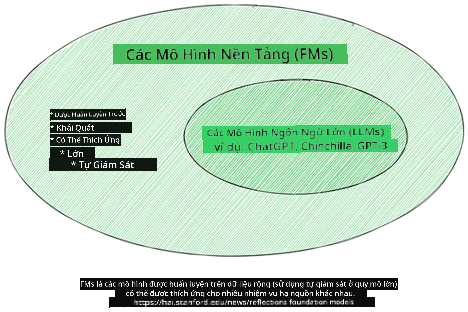 Các Mô Hình Nền Tảng (FMs)
* Được Huấn Luyện Trước
* Khái Quát
* Có Thể Thích Ứng
* Lớn
* Tự Giám Sát
Các Mô Hình Ngôn Ngữ Lớn (LLMs)
ví dụ: ChatGPT, Chinchilla, GPT-3
FMs là các mô hình được huấn luyện trên dữ liệu rộng (sử dụng tự giám sát ở quy mô lớn)
có thể được thích ứng cho nhiều nhiệm vụ hạ nguồn khác nhau.
https://hai.stanford.edu/news/reflections-foundation-models